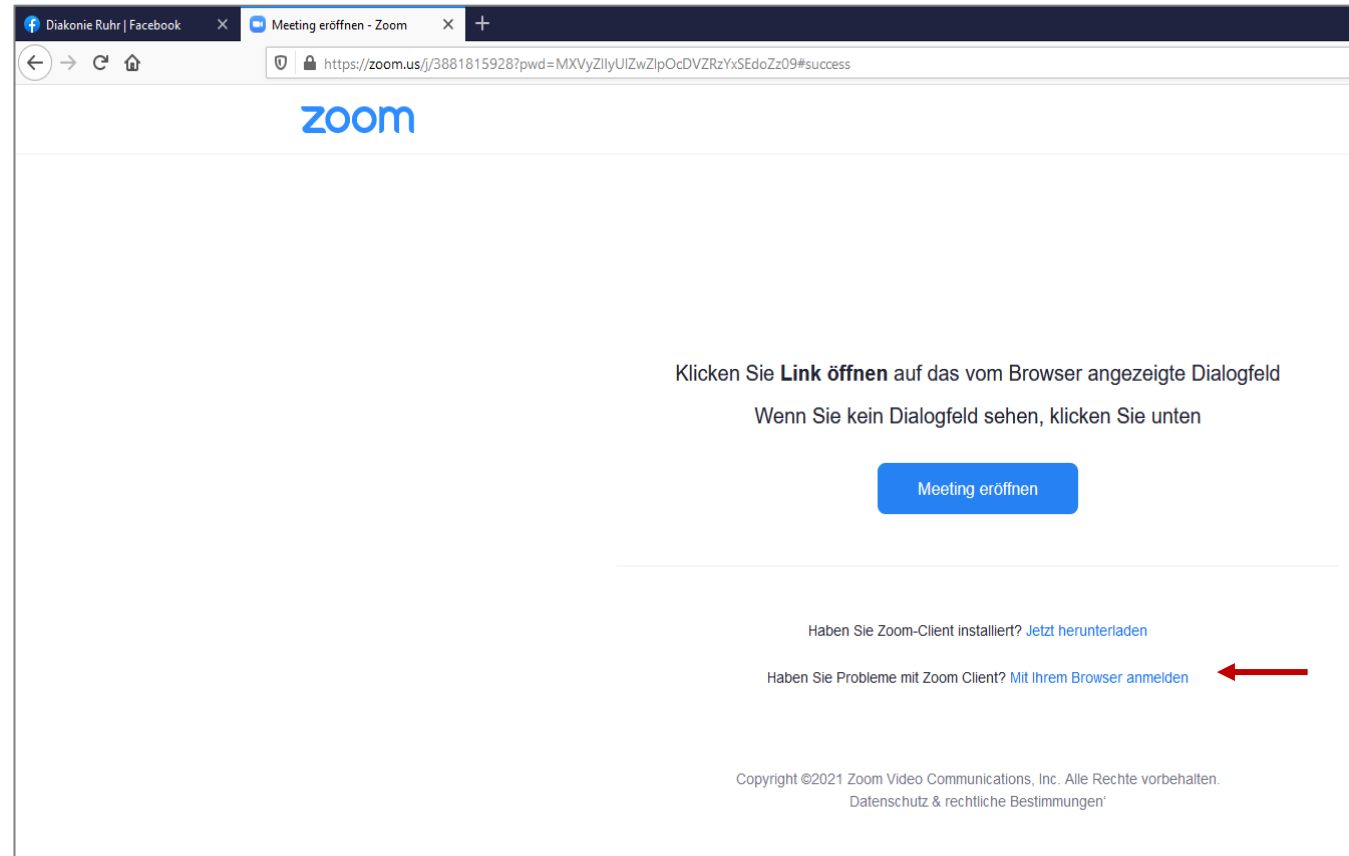 Diakonie Ruhr | Facebook
Meeting eröffnen - Zoom
https://zoom.us/j/3881815928?pwd=MXVyZlIyUlZwZlpOcDVZRzYxSEdoZz09#success
zoom
Klicken Sie Link öffnen auf das vom Browser angezeigte Dialogfeld
Wenn Sie kein Dialogfeld sehen, klicken Sie unten
Meeting eröffnen
Haben Sie Zoom-Client installiert? Jetzt herunterladen
Haben Sie Probleme mit Zoom Client? Mit Ihrem Browser anmelden
Copyright ©2021 Zoom Video Communications, Inc. Alle Rechte vorbehalten.
Datenschutz & rechtliche Bestimmungen‘